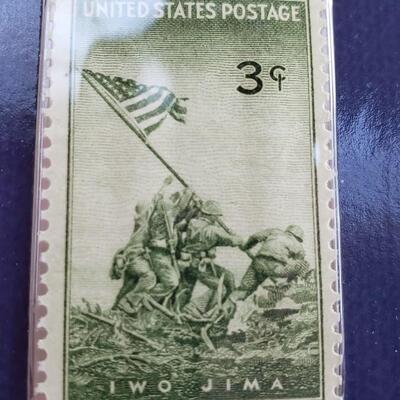 UNITED STATES POSTAGE
3¢
IWO JIMA